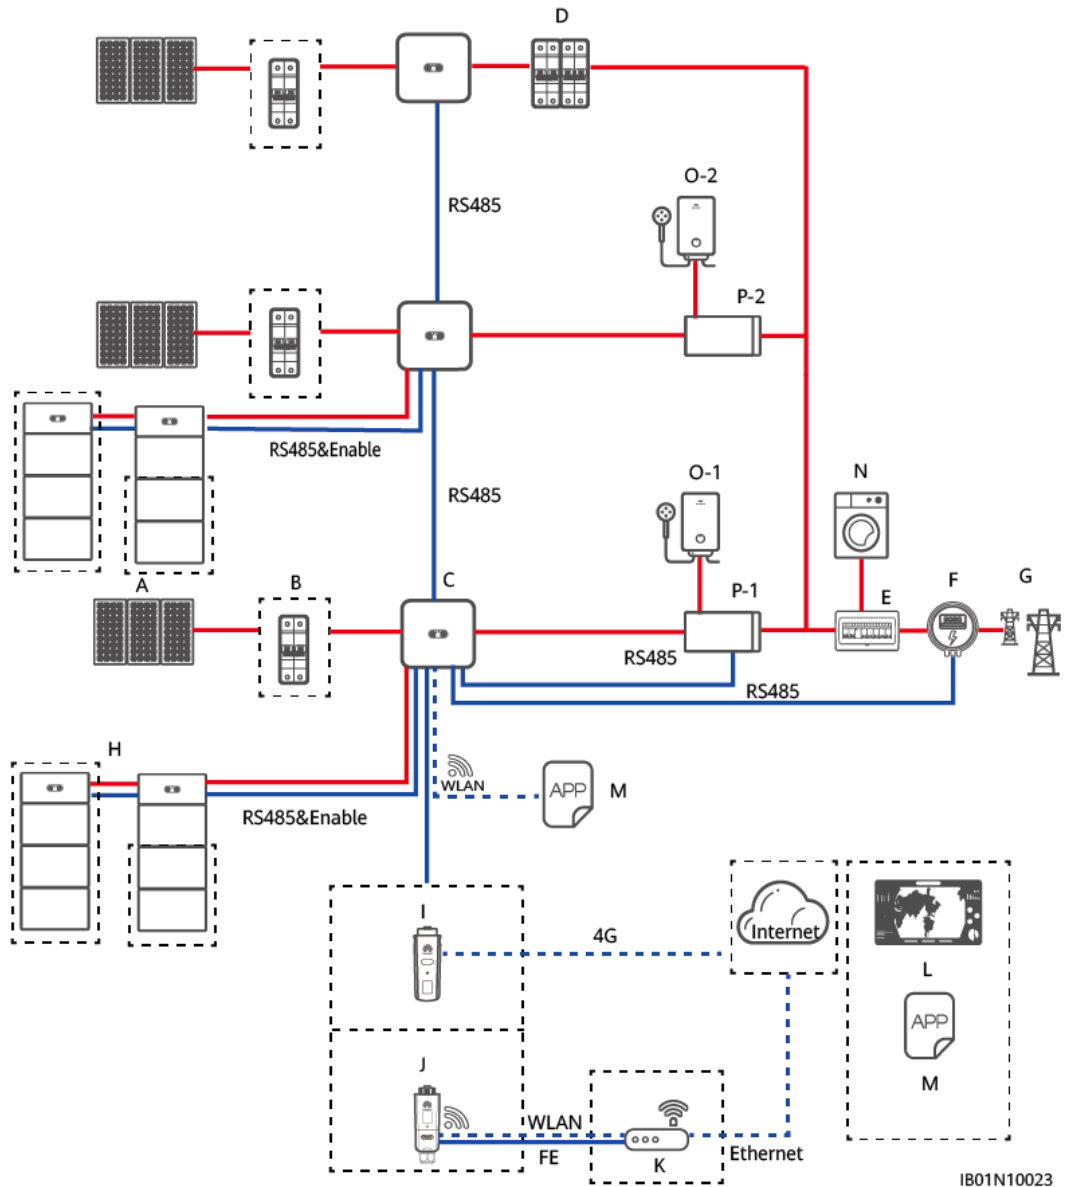 D
RS485
O-2
P-2
RS485&Enable
RS485
O-1
N
A
B
C
P-1
E
F
G
RS485
RS485
H
WLAN
APP
M
RS485&Enable
I
4G
Internet
L
APP
M
J
WLAN
FE
K
Ethernet
IB01N10023